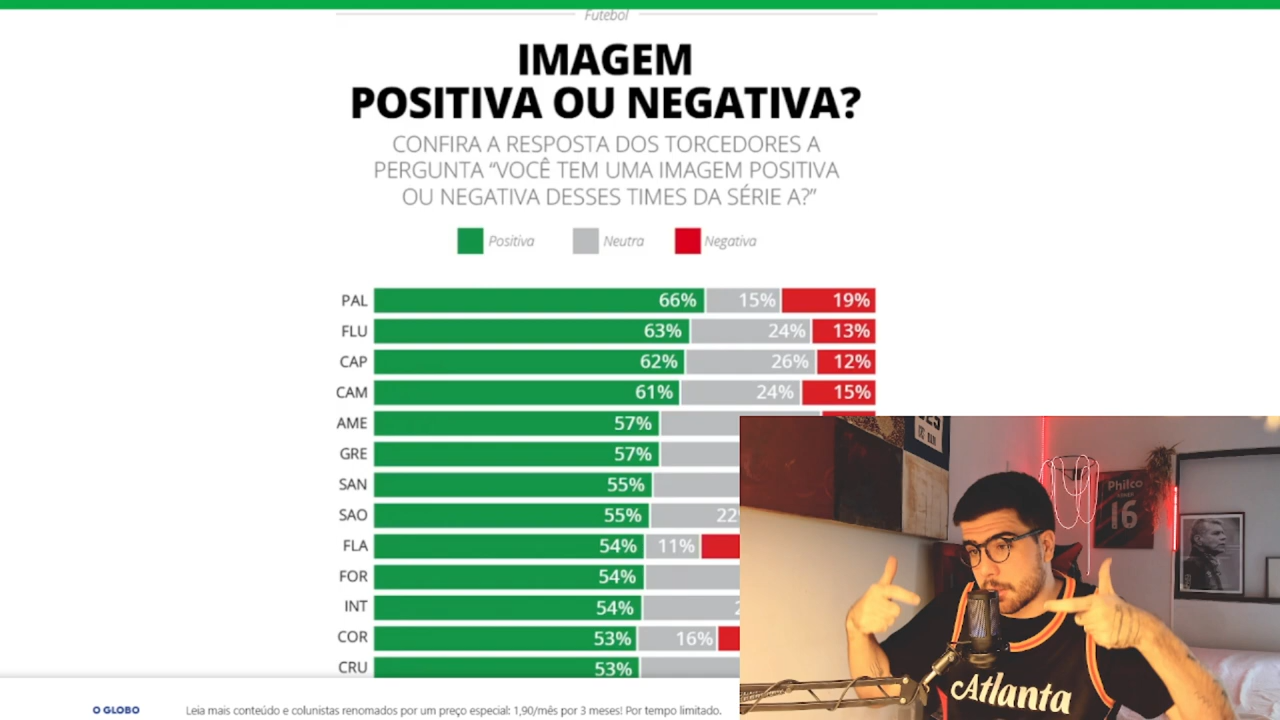 Futebol
IMAGEM
POSITIVA OU NEGATIVA?
CONFIRA A RESPOSTA DOS TORCEDORES A
PERGUNTA “VOCÊ TEM UMA IMAGEM POSITIVA
OU NEGATIVA DESSES TIMES DA SÉRIE A?”
Positiva Neutra Negativa
PAL 66% 15% 19%
FLU 63% 24% 13%
CAP 62% 26% 12%
CAM 61% 24% 15%
AME 57%
GRE 57%
SAN 55%
SAO 55% 22
FLA 54% 11%
FOR 54%
INT 54% 2
COR 53% 16%
CRU 53%
Philco
16
Atlanta
O GLOBO Leia mais conteúdo e colunistas renomados por um preço especial: 1,90/mês por 3 meses! Por tempo limitado.